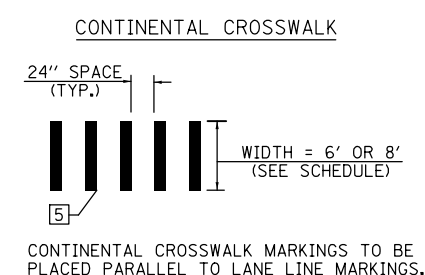 CONTINENTAL CROSSWALK
24" SPACE
(TYP.)
WIDTH = 6' OR 8'
(SEE SCHEDULE)
5
CONTINENTAL CROSSWALK MARKINGS TO BE
PLACED PARALLEL TO LANE LINE MARKINGS.